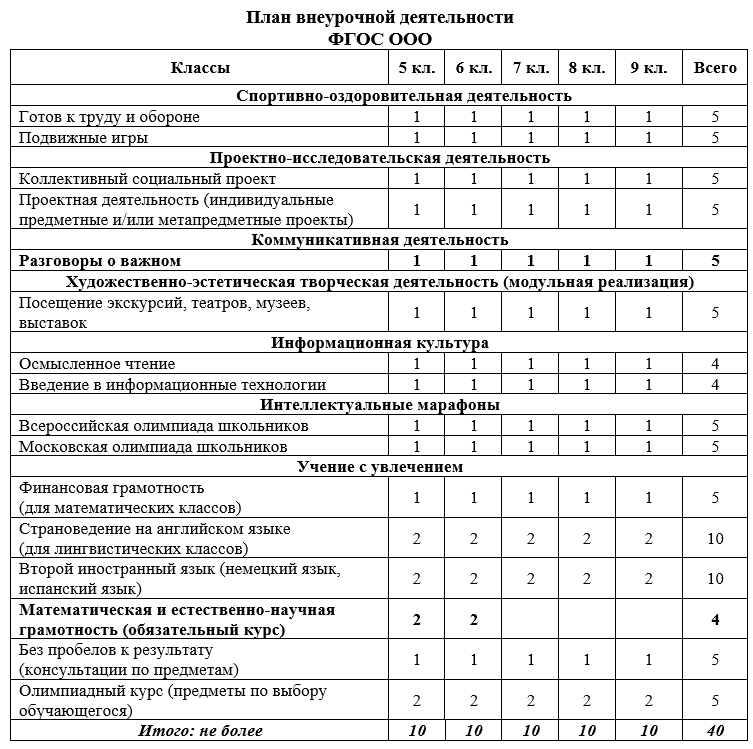 План внеурочной деятельности
ФГОС ООО
Классы 5 кл. 6 кл. 7 кл. 8 кл. 9 кл. Всего
Спортивно-оздоровительная деятельность
Готов к труду и обороне 1 1 1 1 1 5
Подвижные игры 1 1 1 1 1 5
Проектно-исследовательская деятельность
Коллективный социальный проект 1 1 1 1 1 5
Проектная деятельность (индивидуальные
предметные и/или метапредметные проекты) 1 1 1 1 1 5
Коммуникативная деятельность
Разговоры о важном 1 1 1 1 1 5
Художественно-эстетическая творческая деятельность (модульная реализация)
Посещение экскурсий, театров, музеев,
выставок 1 1 1 1 1 5
Информационная культура
Осмысленное чтение 1 1 1 1 1 4
Введение в информационные технологии 1 1 1 1 1 4
Интеллектуальные марафоны
Всероссийская олимпиада школьников 1 1 1 1 1 5
Московская олимпиада школьников 1 1 1 1 1 5
Учение с увлечением
Финансовая грамотность
(для математических классов) 1 1 1 1 1 5
Страноведение на английском языке
(для лингвистических классов) 2 2 2 2 2 10
Второй иностранный язык (немецкий язык,
испанский язык) 2 2 2 2 2 10
Математическая и естественно-научная
грамотность (обязательный курс) 2 2 4
Без пробелов к результату
(консультации по предметам) 1 1 1 1 1 5
Олимпиадный курс (предметы по выбору
обучающегося) 2 2 2 2 2 5
Итого: не более 10 10 10 10 10 40